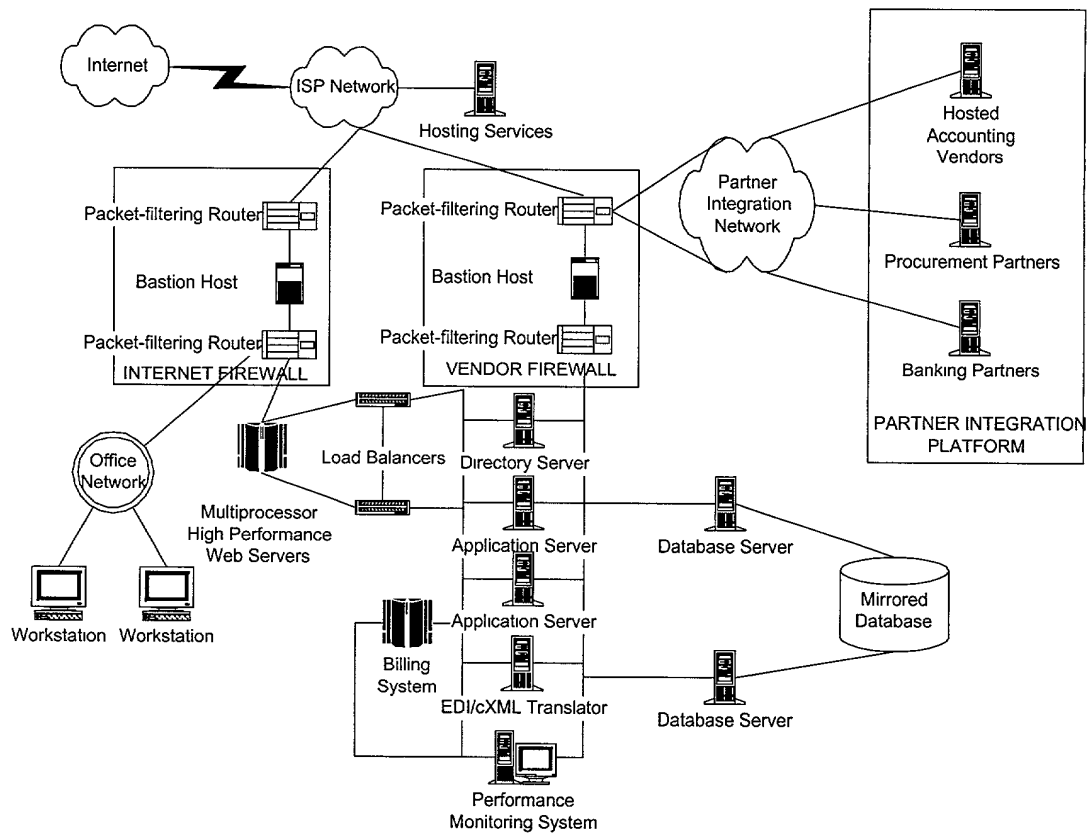 Internet
ISP Network
Hosting Services
Hosted
Accounting
Vendors
Packet-filtering Router
Packet-filtering Router
Partner
Integration
Network
Bastion Host
Bastion Host
Procurement Partners
Packet-filtering Router
Packet-filtering Router
INTERNET FIREWALL
VENDOR FIREWALL
Banking Partners
PARTNER INTEGRATION
PLATFORM
Office
Network
Load Balancers
Directory Server
Multiprocessor
High Performance
Web Servers
Application Server
Database Server
Workstation
Workstation
Application Server
Mirrored
Database
Billing
System
EDI/cXML Translator
Database Server
Performance
Monitoring System